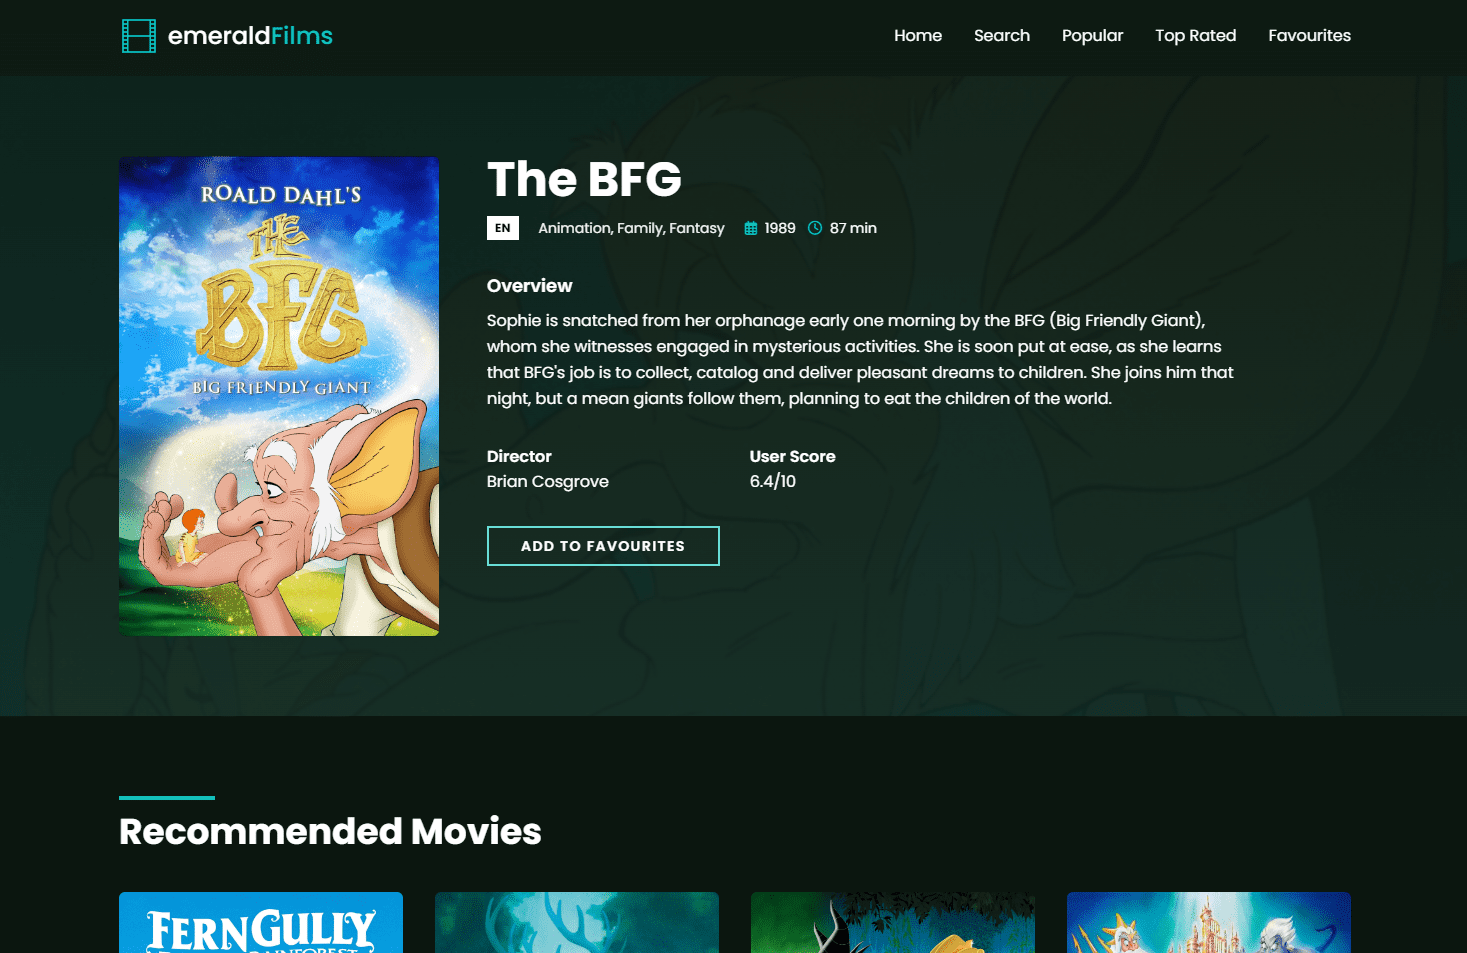 emeraldFilms
Home
Search
Popular
Top Rated
Favourites
ROALD DAHL'S
THE
BFG
BIG FRIENDLY GIANT
The BFG
EN
Animation, Family, Fantasy
1989
87 min
Overview
Sophie is snatched from her orphanage early one morning by the BFG (Big Friendly Giant),
whom she witnesses engaged in mysterious activities. She is soon put at ease, as she learns
that BFG's job is to collect, catalog and deliver pleasant dreams to children. She joins him that
night, but a mean giants follow them, planning to eat the children of the world.
Director
User Score
Brian Cosgrove
6.4/10
ADD TO FAVOURITES
Recommended Movies
FERNGULLY
RAINFOREST